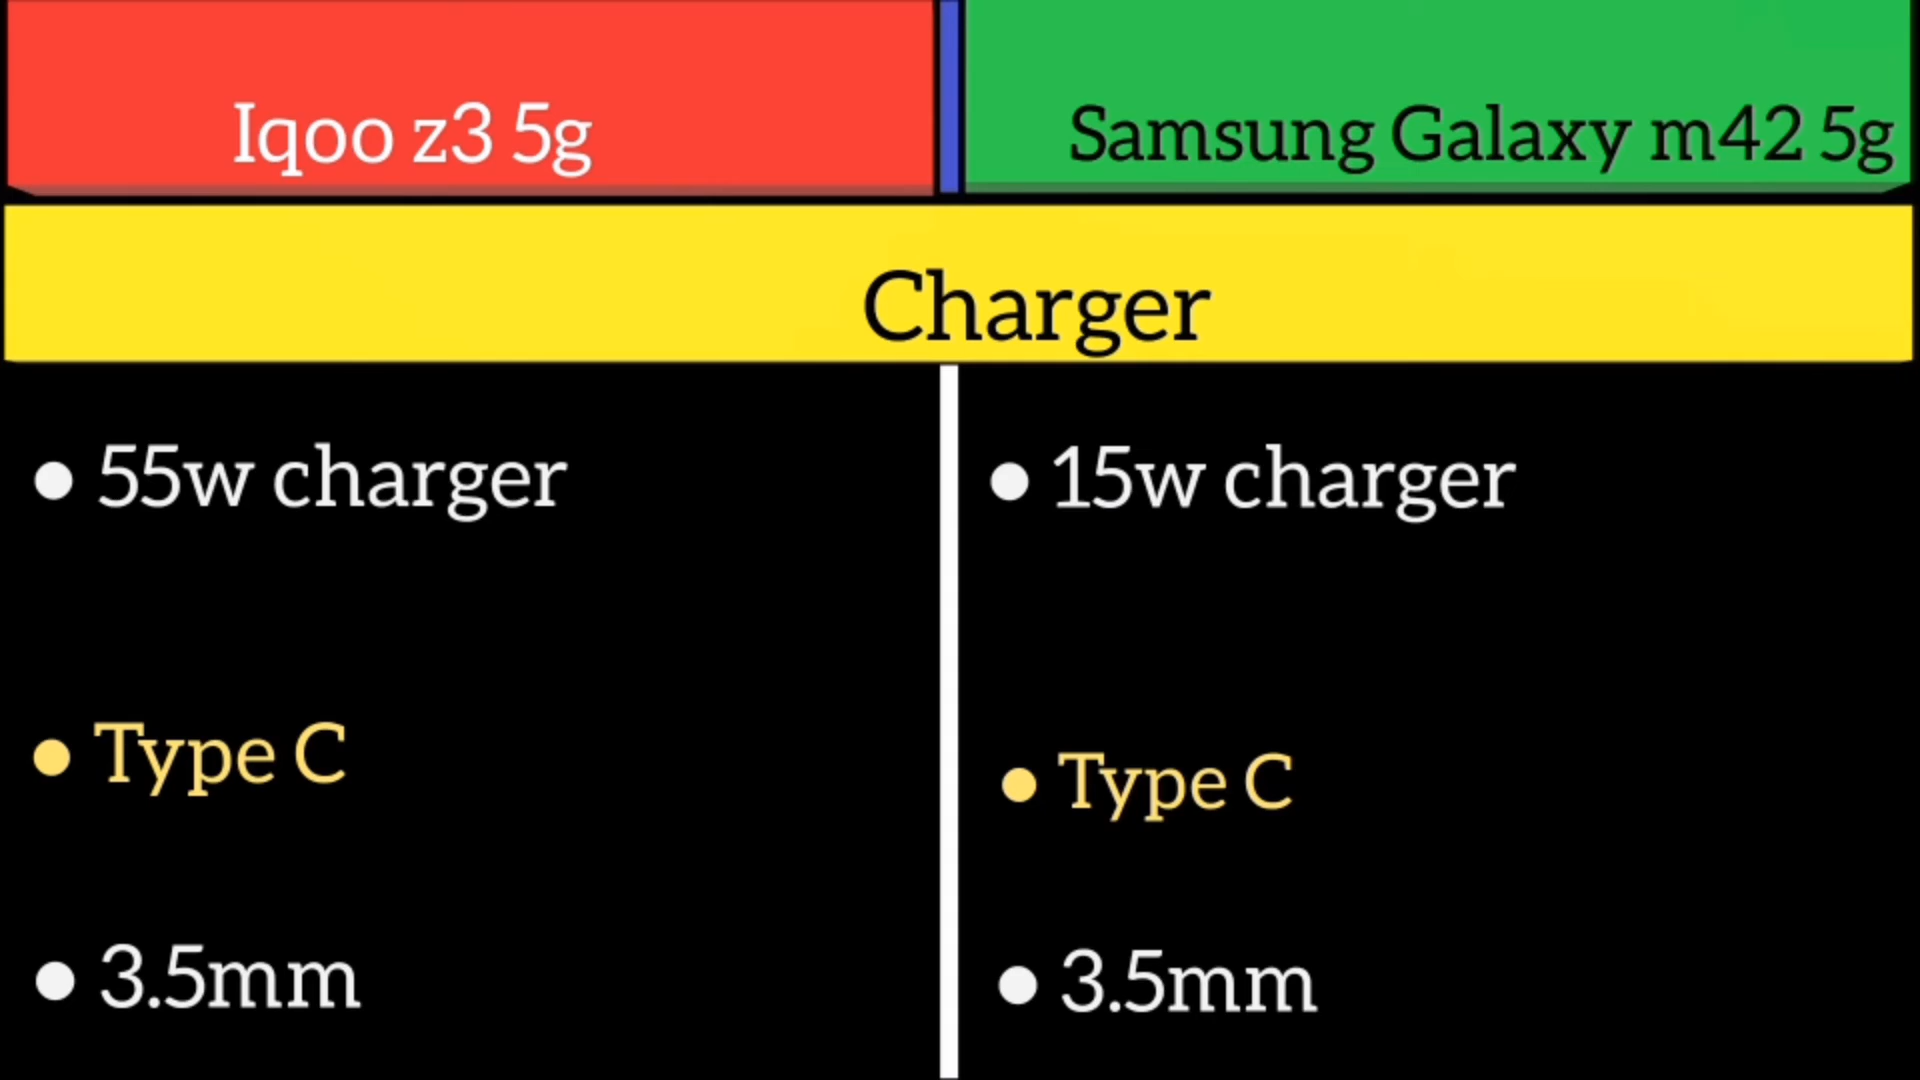 Iqoo z3 5g
Samsung Galaxy m42 5g
Charger
● 55w charger
● 15w charger
● Type C
● Type C
● 3.5mm
● 3.5mm